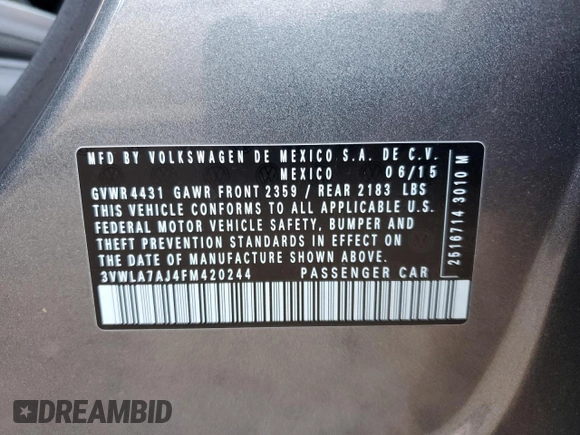 MFD BY VOLKSWAGEN DE MEXICO S.A. DE C.V.
MEXICO 06/15
GVWR 4431 GAWR FRONT 2359 / REAR 2183 LBS
THIS VEHICLE CONFORMS TO ALL APPLICABLE U.S.
FEDERAL MOTOR VEHICLE SAFETY, BUMPER AND
THEFT PREVENTION STANDARDS IN EFFECT ON
THE DATE OF MANUFACTURE SHOWN ABOVE.
3VWLA7AJ4FM420244 PASSENGER CAR
2516714 3010 M
DREAMBID